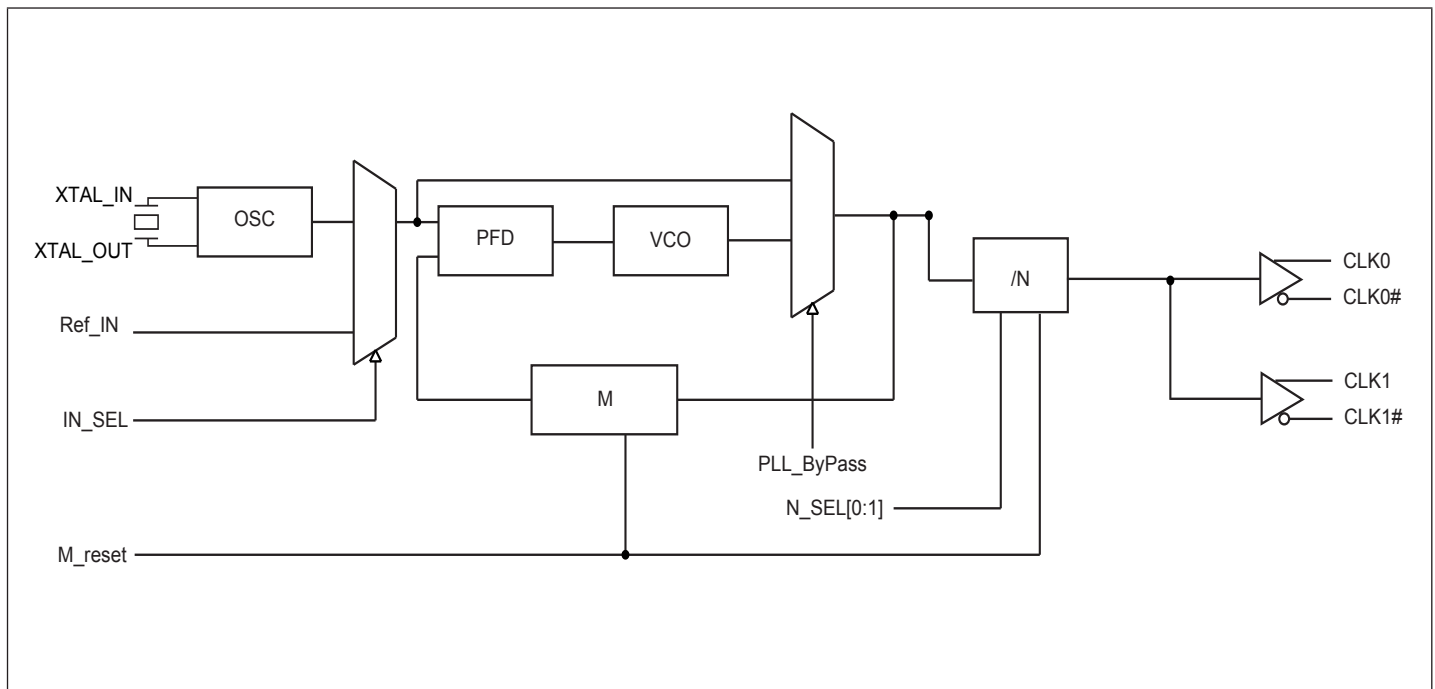 XTAL_IN
OSC
XTAL_OUT
PFD
VCO
/N
CLK0
CLK0#
Ref_IN
M
CLK1
CLK1#
IN_SEL
PLL_ByPass
N_SEL[0:1]
M_reset